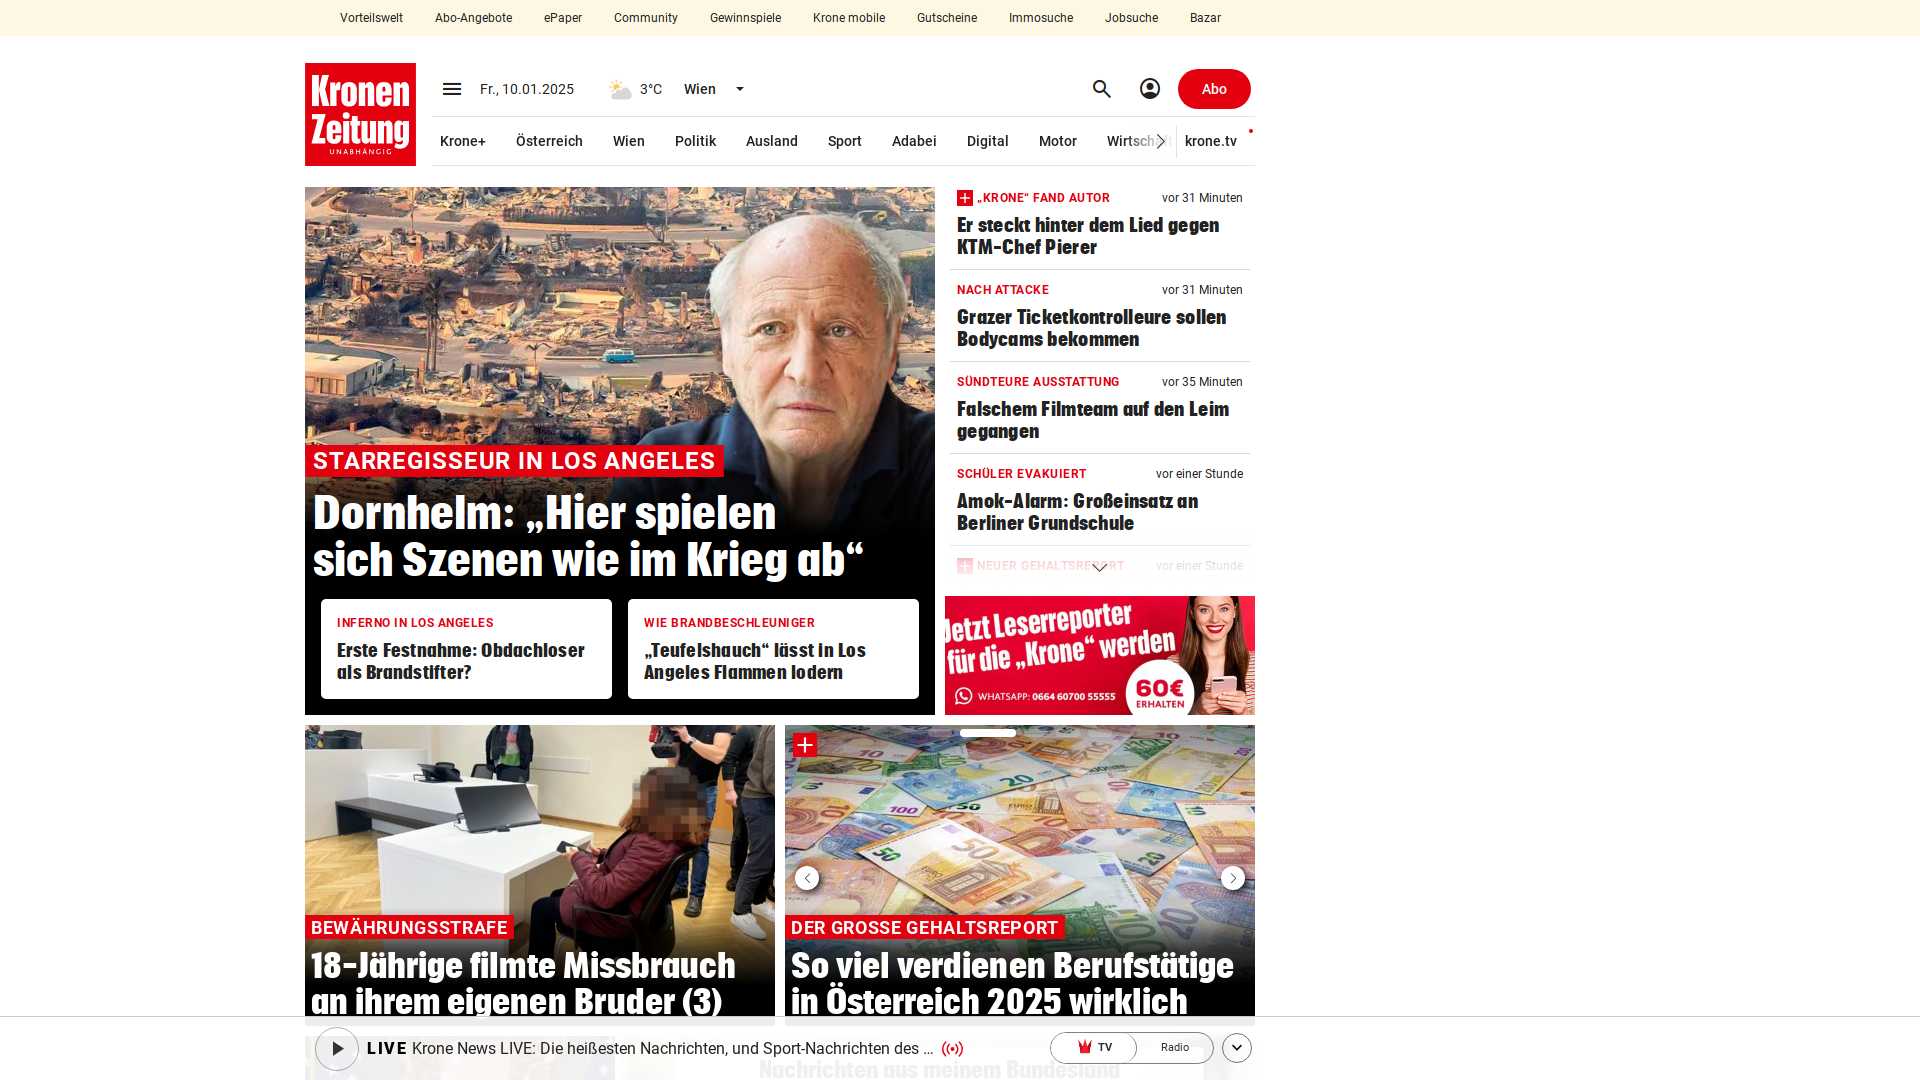 Vorteilswelt Abo-Angebote ePaper Community Gewinnspiele Krone mobile Gutscheine Immosuche Jobsuche Bazar
Kronen
Zeitung
UNABHÄNGIG
Fr., 10.01.2025 3°C Wien
Abo
Krone+ Österreich Wien Politik Ausland Sport Adabei Digital Motor krone.tv
STARREGISSEUR IN LOS ANGELES
Dornhelm: „Hier spielen
sich Szenen wie im Krieg ab“
INFERNO IN LOS ANGELES
Erste Festnahme: Obdachloser
als Brandstifter?
WIE BRANDBESCHLEUNIGER
„Teufelshauch“ lässt in Los
Angeles Flammen lodern
„KRONE“ FAND AUTOR vor 31 Minuten
Er steckt hinter dem Lied gegen
KTM-Chef Pierer
NACH ATTACKE vor 31 Minuten
Grazer Ticketkontrolleure sollen
Bodycams bekommen
SÜNDTEURE AUSSTATTUNG vor 35 Minuten
Falschem Filmteam auf den Leim
gegangen
SCHÜLER EVAKUIERT vor einer Stunde
Amok-Alarm: Großeinsatz an
Berliner Grundschule
NEUER GEHALTSREPORT vor einer Stunde
Jetzt Leserreporter
für die „Krone“ werden
WHATSAPP: 0664 60700 55555
60€
ERHALTEN
BEWÄHRUNGSSTRAFE
18-Jährige filmte Missbrauch
an ihrem eigenen Bruder (3)
DER GROSSE GEHALTSREPORT
So viel verdienen Berufstätige
in Österreich 2025 wirklich
LIVE Krone News LIVE: Die heißesten Nachrichten, und Sport-Nachrichten des ...
TV Radio
Nachrichten aus meinem Bundesland